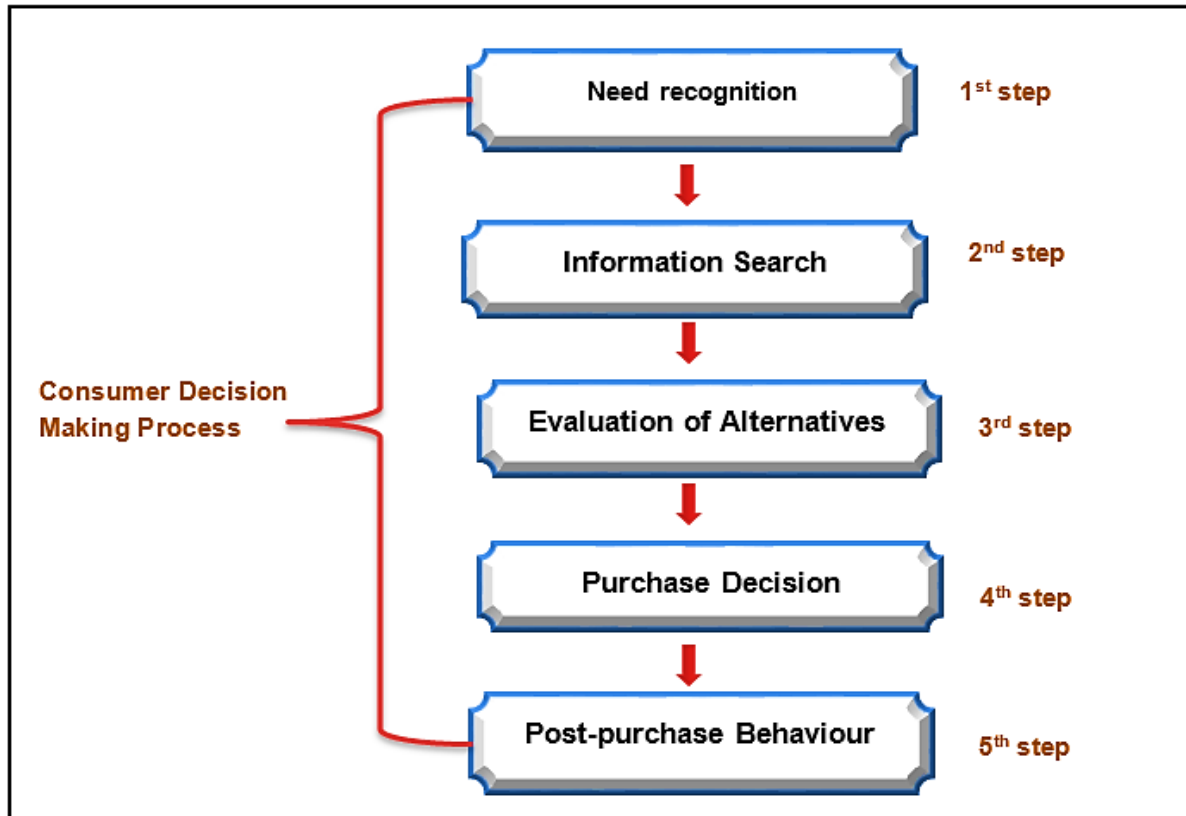 Need recognition
1st step
Information Search
2nd step
Evaluation of Alternatives
3rd step
Consumer Decision
Making Process
Purchase Decision
4th step
Post-purchase Behaviour
5th step